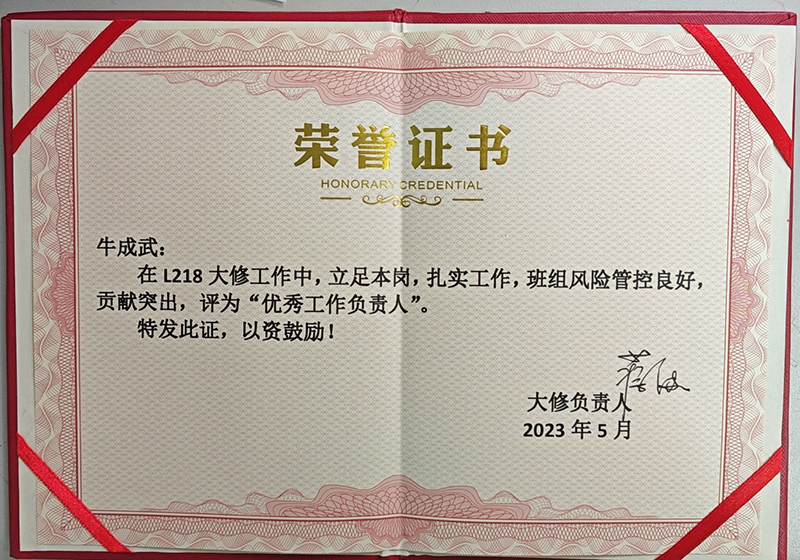 荣誉证书
HONORARY CREDENTIAL
牛成武：
在 L218 大修工作中，立足本岗，扎实工作，班组风险管控良好，
贡献突出，评为“优秀工作负责人”。
特发此证，以资鼓励！
大修负责人
2023 年 5 月